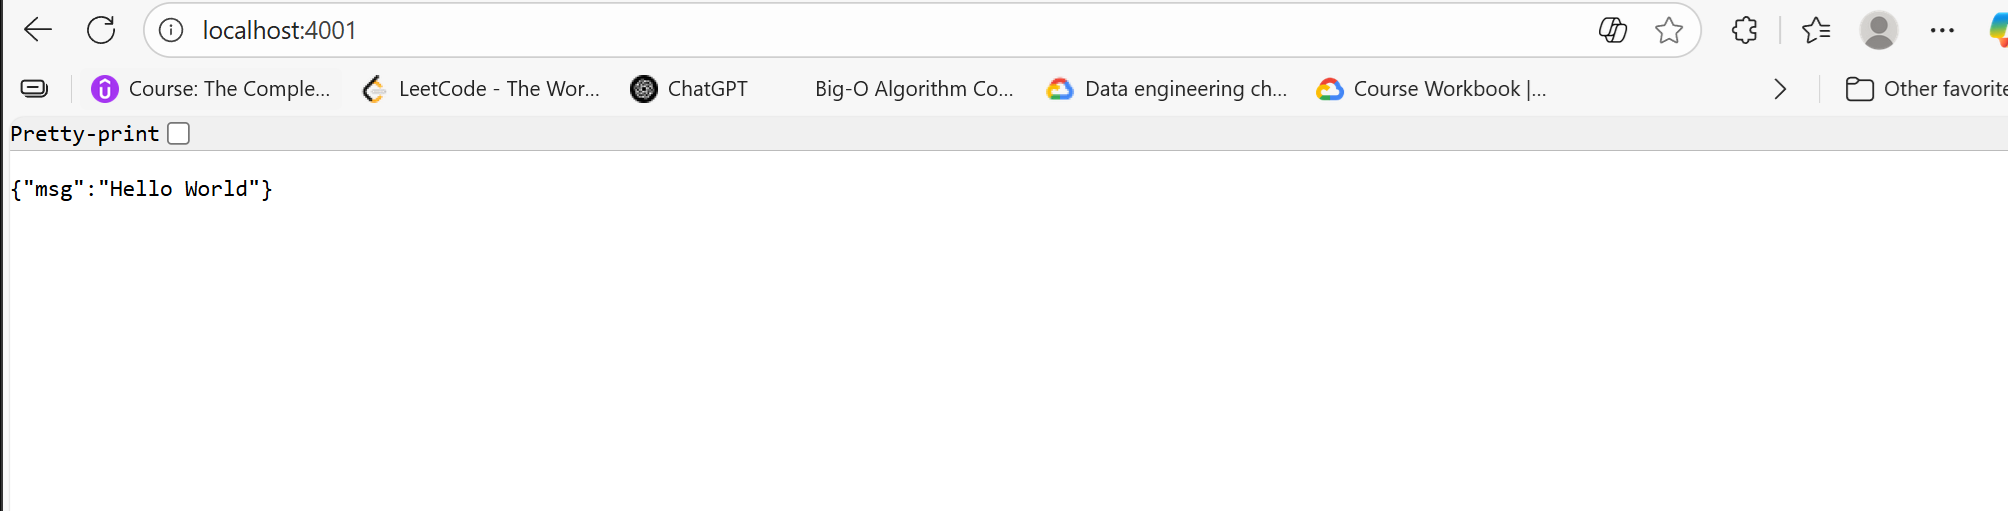 localhost:4001
Course: The Comple... LeetCode - The Wor... ChatGPT Big-O Algorithm Co... Data engineering ch... Course Workbook |... Other favorite
Pretty-print
{"msg":"Hello World"}